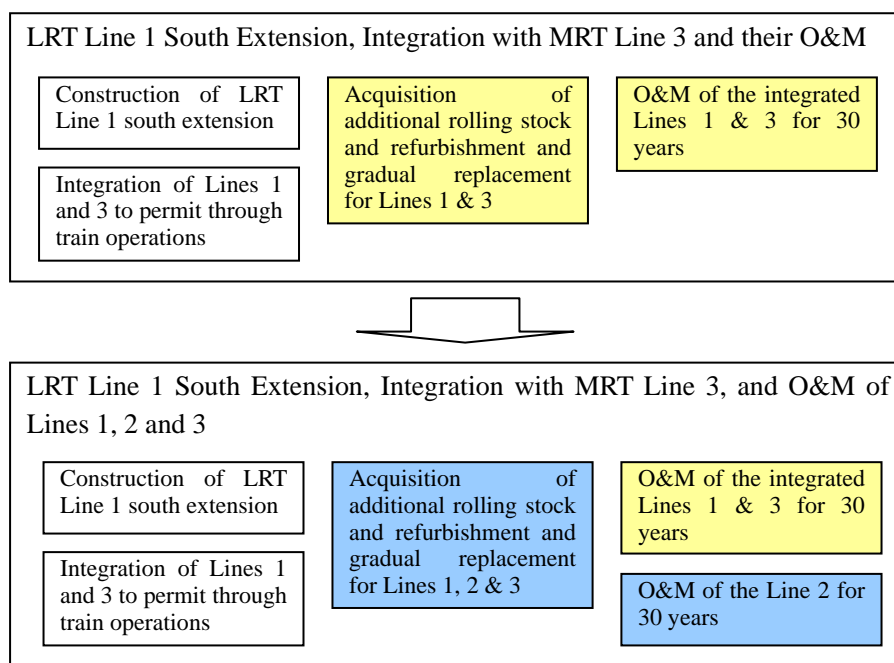 LRT Line 1 South Extension, Integration with MRT Line 3 and their O&M
Construction of LRT
Line 1 south extension
Integration of Lines 1
and 3 to permit through
train operations
Acquisition of
additional rolling stock
and refurbishment and
gradual replacement
for Lines 1 & 3
O&M of the integrated
Lines 1 & 3 for 30
years
LRT Line 1 South Extension, Integration with MRT Line 3, and O&M of
Lines 1, 2 and 3
Construction of LRT
Line 1 south extension
Integration of Lines 1
and 3 to permit through
train operations
Acquisition of
additional rolling stock
and refurbishment and
gradual replacement
for Lines 1, 2 & 3
O&M of the integrated
Lines 1 & 3 for 30
years
O&M of the Line 2 for
30 years